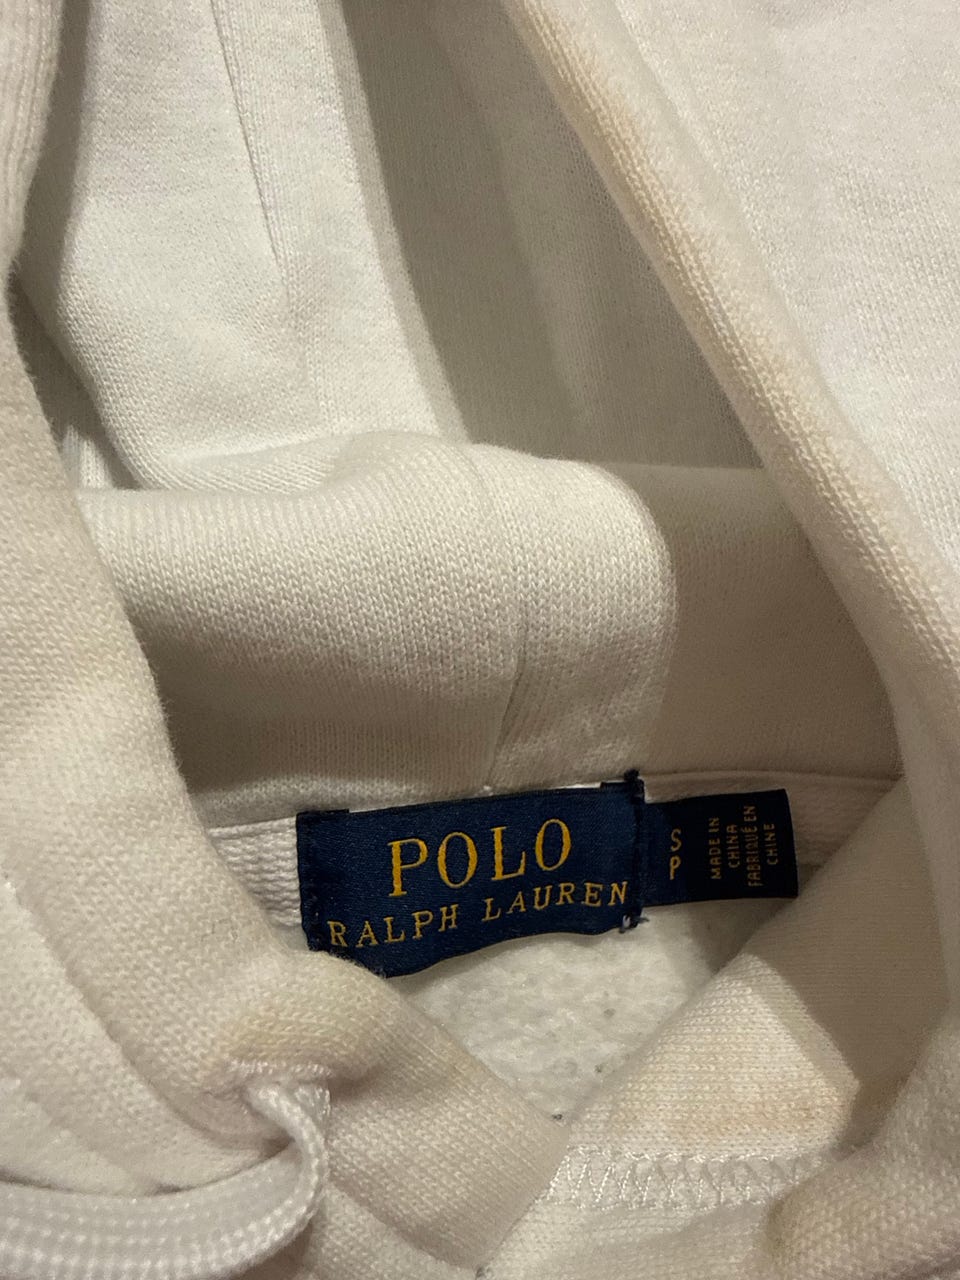 POLO
RALPH LAUREN
S
P
MADE IN
CHINA
FABRIQUÉ EN
CHINE